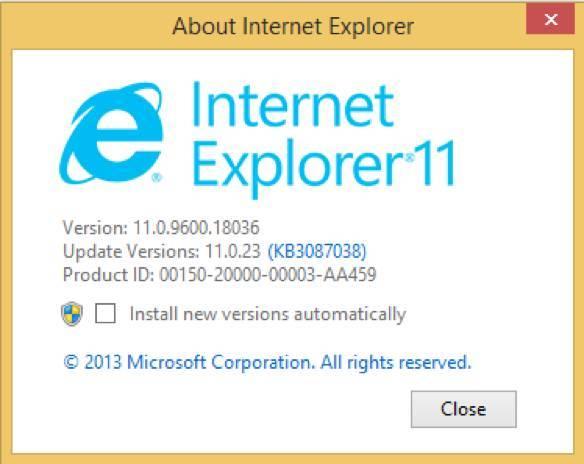 About Internet Explorer
Internet
Explorer®11
Version: 11.0.9600.18036
Update Versions: 11.0.23 (KB3087038)
Product ID: 00150-20000-00003-AA459
Install new versions automatically
© 2013 Microsoft Corporation. All rights reserved.
Close